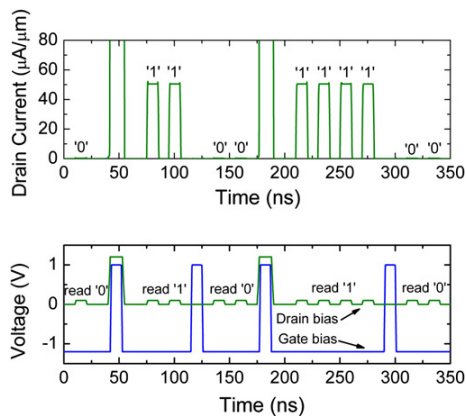 80
60
40
20
0
Drain Current (μA/μm)
'0' '1' '1' '0' '0' '1' '1' '1' '1' '0' '0'
0 50 100 150 200 250 300 350
Time (ns)
1
0
-1
Voltage (V)
read '0' read '1' read '0' read '1' read '0'
Drain bias
Gate bias
0 50 100 150 200 250 300 350
Time (ns)